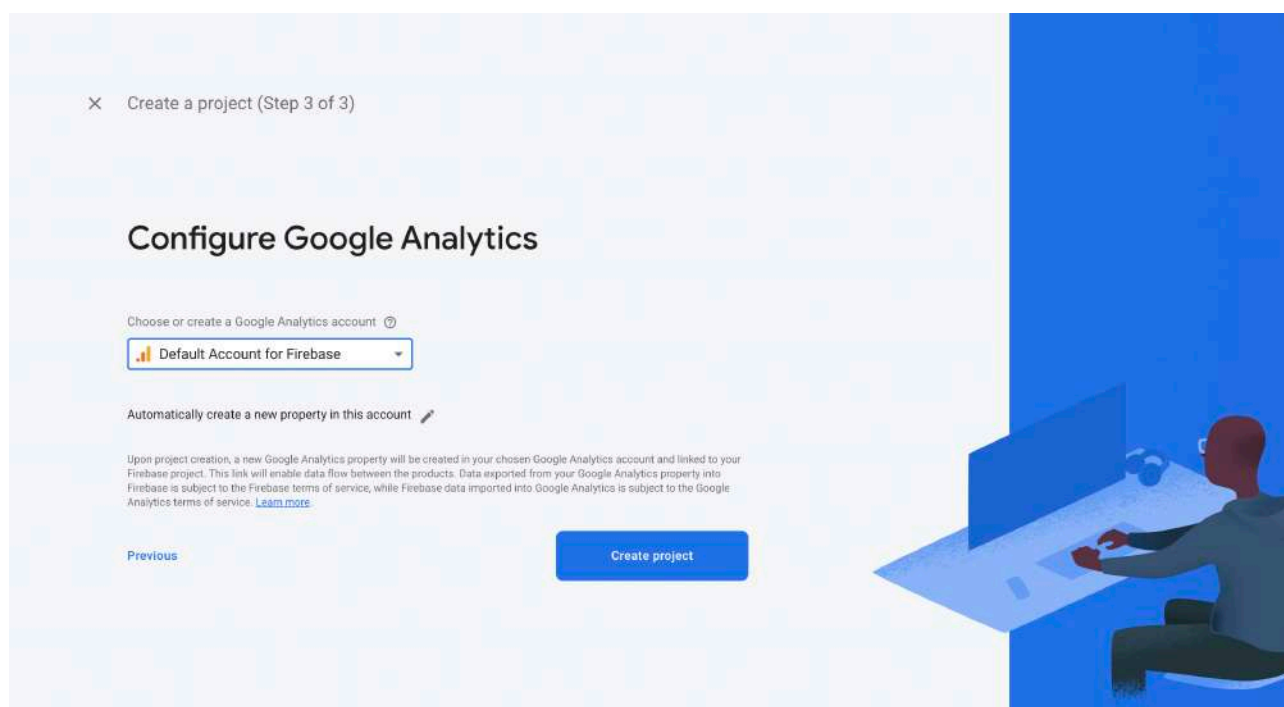 Create a project (Step 3 of 3)
Configure Google Analytics
Choose or create a Google Analytics account
Default Account for Firebase
Automatically create a new property in this account
Upon project creation, a new Google Analytics property will be created in your chosen Google Analytics account and linked to your
Firebase project. This link will enable data flow between the products. Data exported from your Google Analytics property into
Firebase is subject to the Firebase terms of service, while Firebase data imported into Google Analytics is subject to the Google
Analytics terms of service. Learn more.
Previous
Create project